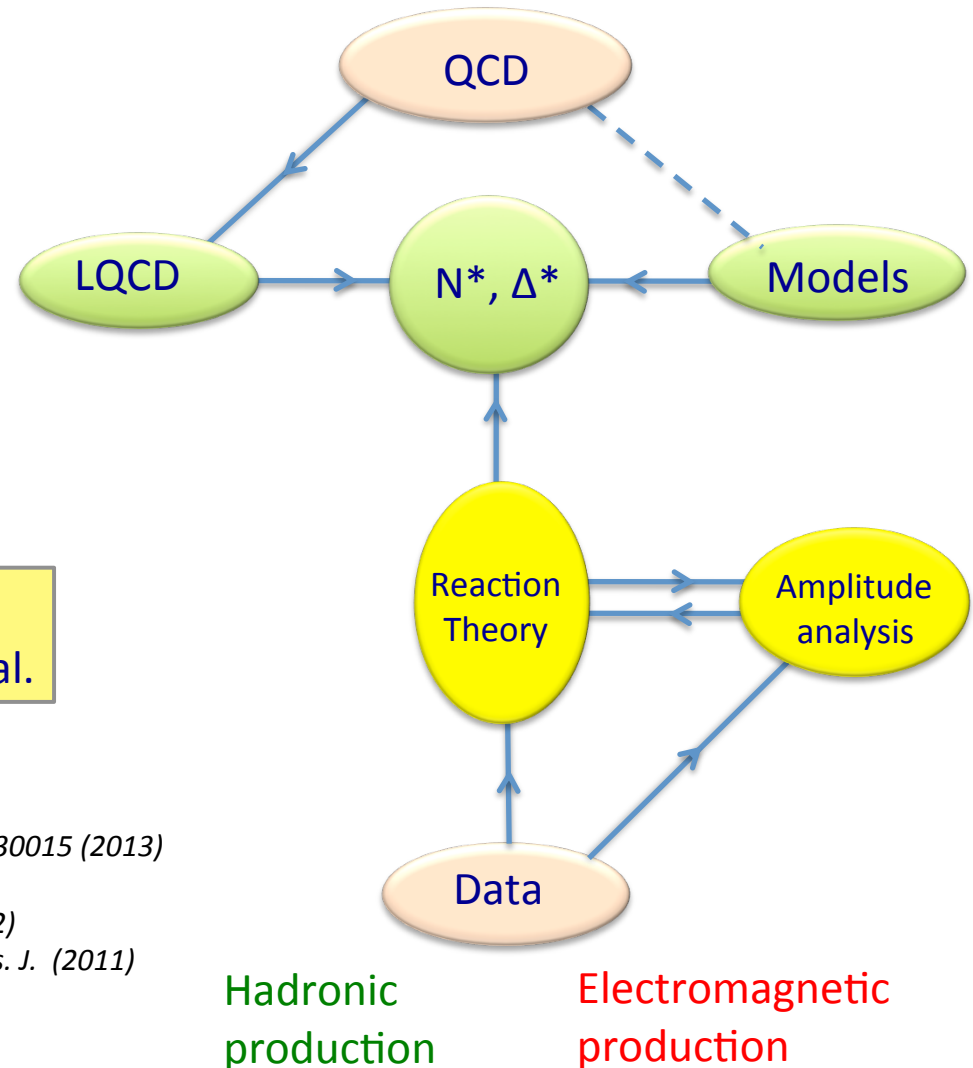 QCD
LQCD
N*, Δ*
Models
Reaction
Theory
Amplitude
analysis
al.
30015 (2013)
2)
s. J. (2011)
Data
Hadronic
production
Electromagnetic
production